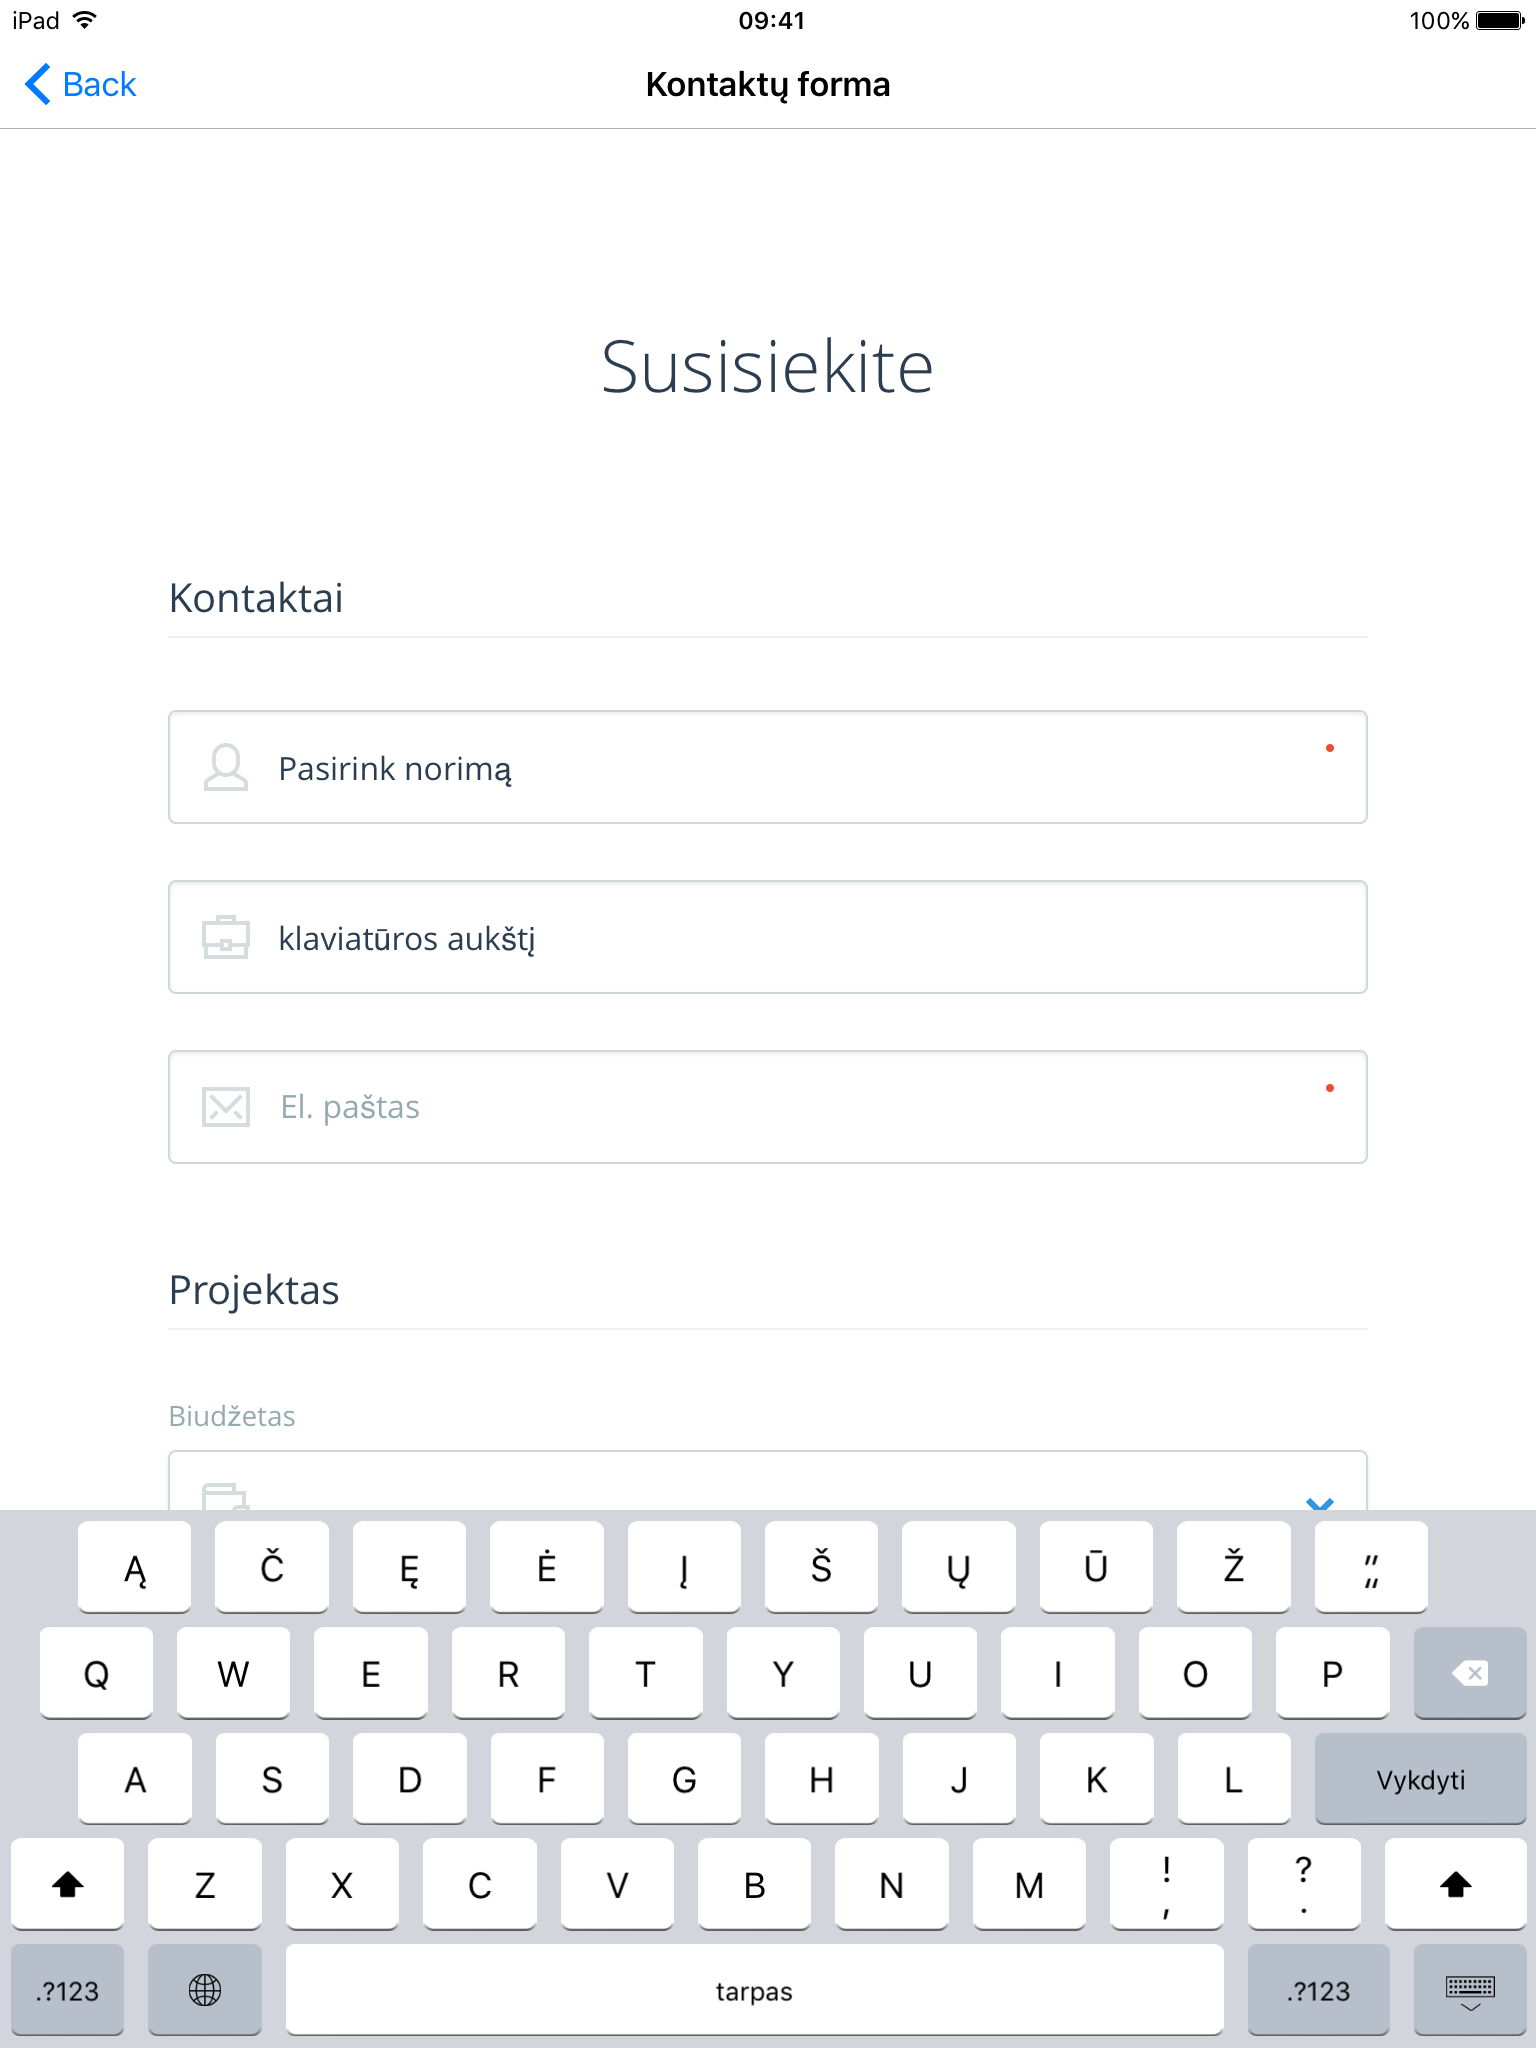 iPad 09:41 100%
Back Kontaktų forma
Susisiekite
Kontaktai
Pasirink norimą
klaviatūros aukštį
El. paštas
Projektas
Biudžetas
Ą Č Ę Ė Į Š Ų Ū Ž " „
Q W E R T Y U I O P
A S D F G H J K L Vykdyti
Z X C V B N M ! , ? .
.?123 tarpas .?123